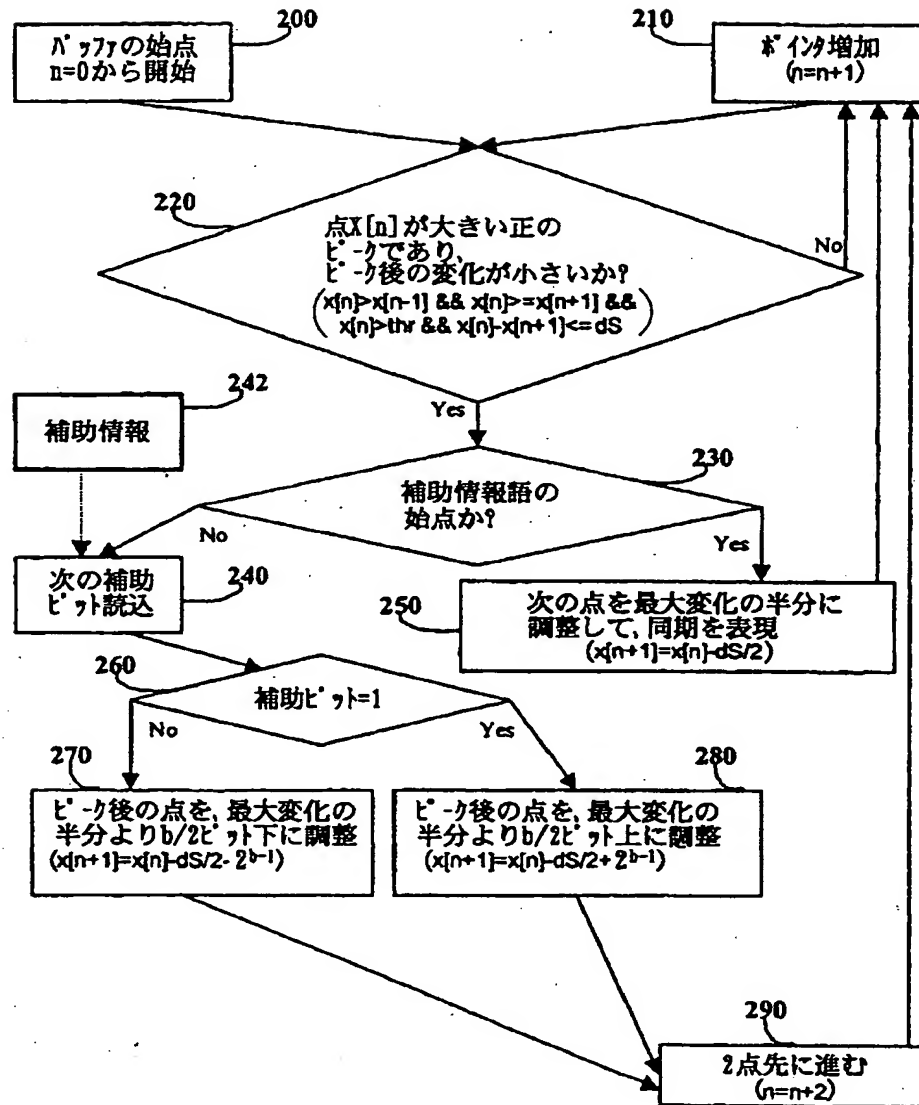 200
バッファの始点
n=0から開始
210
ポインタ増加
(n=n+1)
220
点X[n]が大きい正の
ピークであり、
ピーク後の変化が小さいか?
(x[n]>x[n-1] && x[n]>=x[n+1] &&
x[n]>thr && x[n]-x[n+1]<=dS)
No
Yes
242
補助情報
230
補助情報語の
始点か?
No
Yes
次の補助
ビット読込
240
250
次の点を最大変化の半分に
調整して、同期を表現
(x[n+1]=x[n]-dS/2)
260
補助ビット=1
No
Yes
270
ピーク後の点を、最大変化の
半分よりb/2ビット下に調整
(x[n+1]=x[n]-dS/2-2^{b-1})
280
ピーク後の点を、最大変化の
半分よりb/2ビット上に調整
(x[n+1]=x[n]-dS/2+2^{b-1})
290
2点先に進む
(n=n+2)